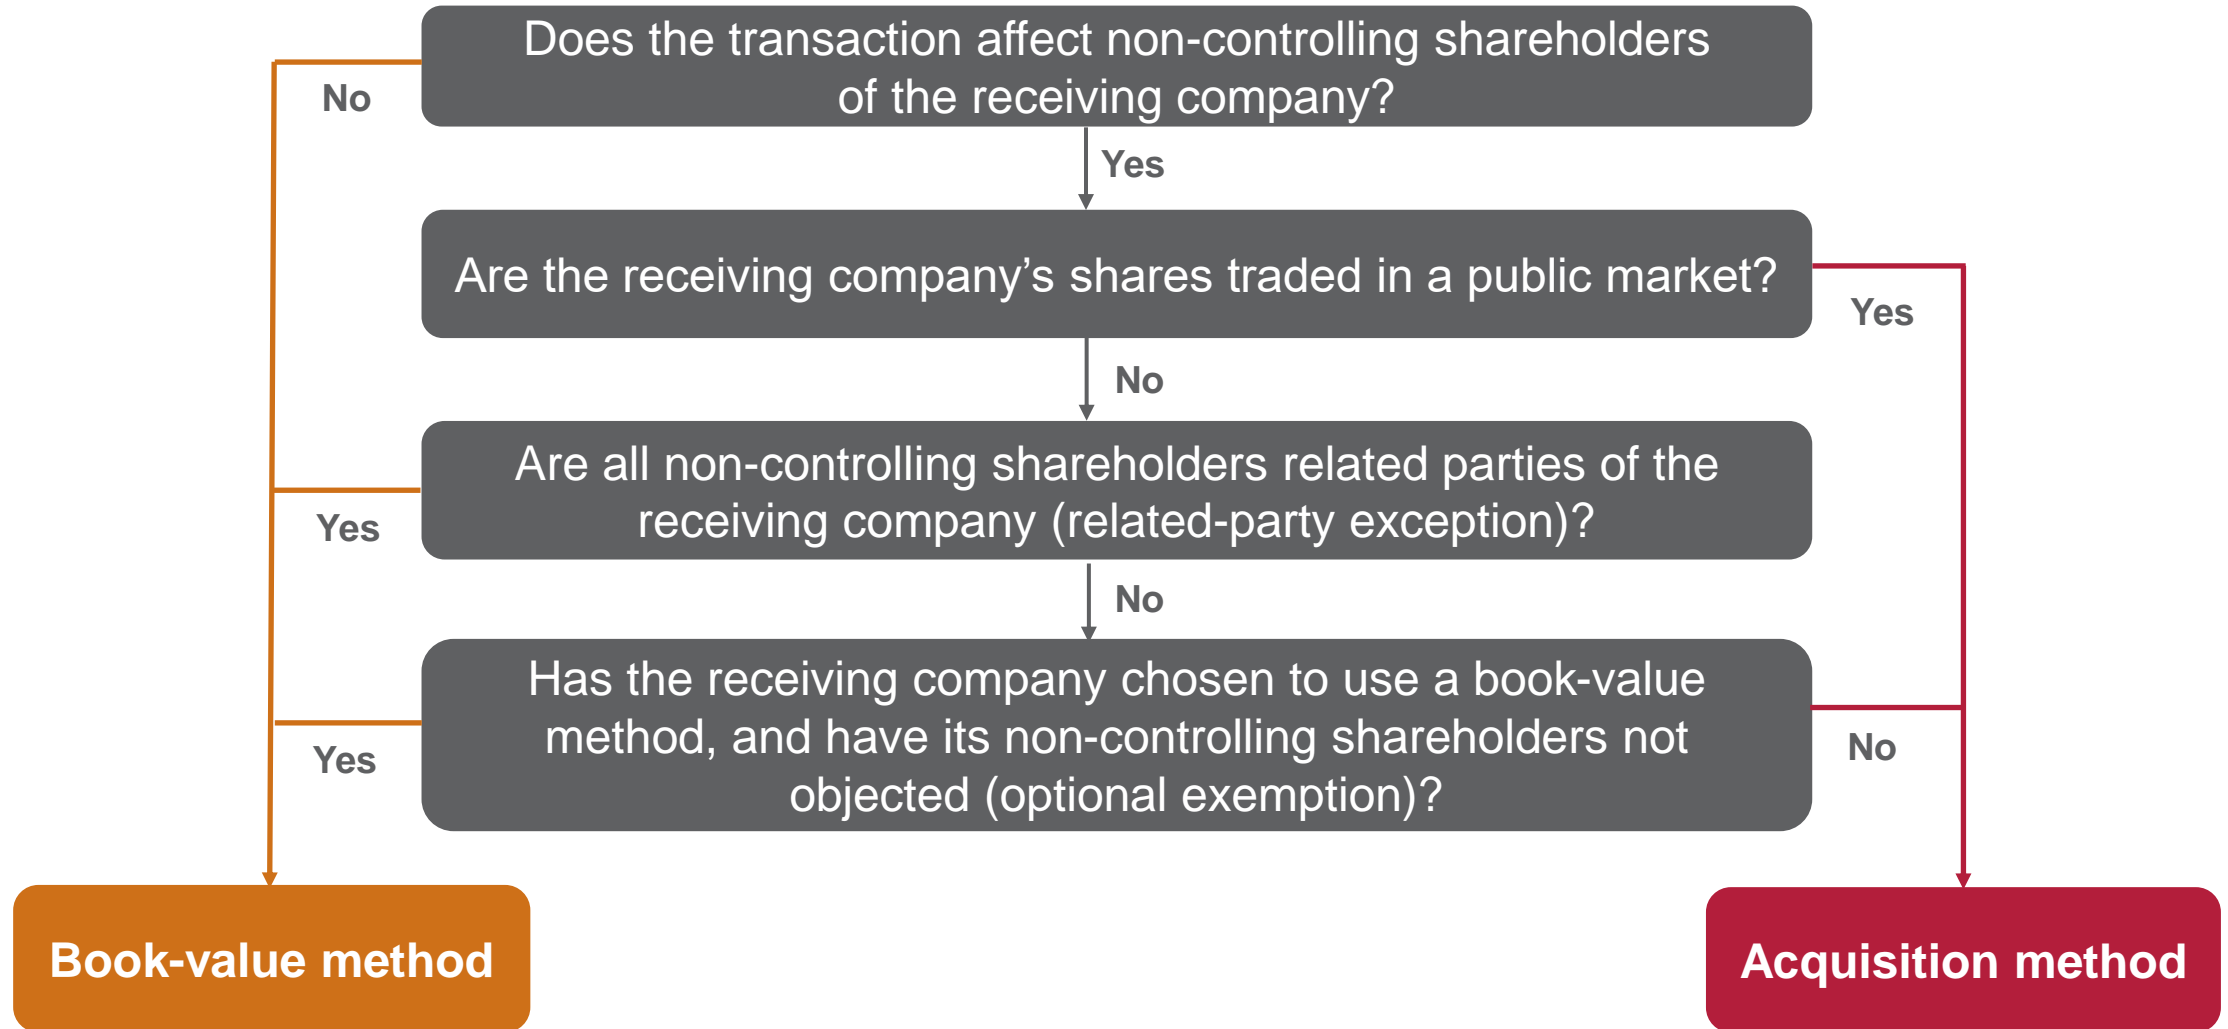 Does the transaction affect non-controlling shareholders
of the receiving company?
No
Yes
Are the receiving company’s shares traded in a public market?
Yes
No
Are all non-controlling shareholders related parties of the
receiving company (related-party exception)?
Yes
No
Has the receiving company chosen to use a book-value
method, and have its non-controlling shareholders not
objected (optional exemption)?
Yes
No
Book-value method
Acquisition method